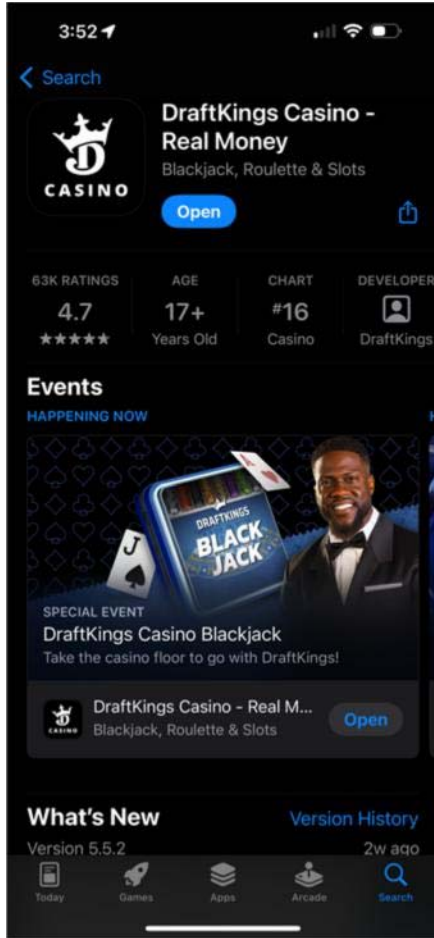 3:52
Search
CASINO
DraftKings Casino -
Real Money
Blackjack, Roulette & Slots
Open
63K RATINGS
AGE
CHART
DEVELOPER
4.7
17+
#16
Years Old
Casino
DraftKings
Events
HAPPENING NOW
DRAFTKINGS
BLACK
JACK
A
J
SPECIAL EVENT
DraftKings Casino Blackjack
Take the casino floor to go with DraftKings!
CASINO
DraftKings Casino - Real M...
Blackjack, Roulette & Slots
Open
What's New
Version History
Version 5.5.2
2w ago
Today
Games
Apps
Arcade
Search